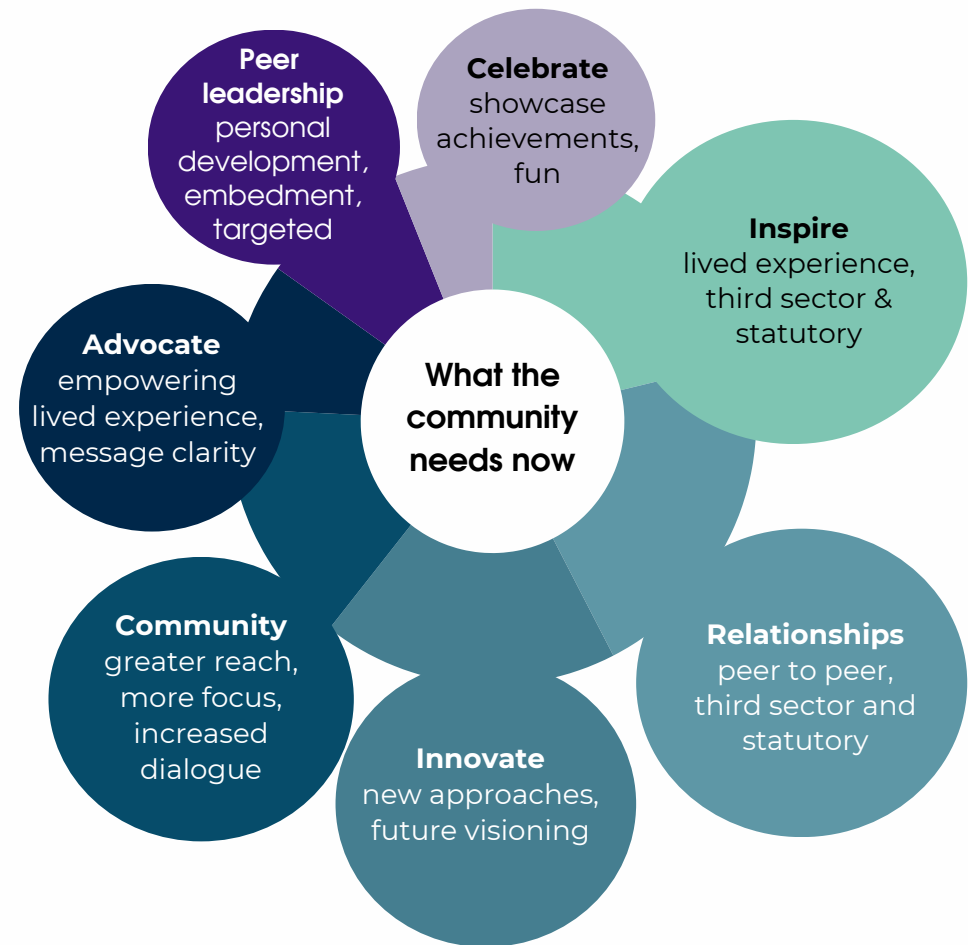 What the
community
needs now
Celebrate
showcase
achievements,
fun
Inspire
lived experience,
third sector &
statutory
Relationships
peer to peer,
third sector and
statutory
Innovate
new approaches,
future visioning
Community
greater reach,
more focus,
increased
dialogue
Advocate
empowering
lived experience,
message clarity
Peer
leadership
personal
development,
embedment,
targeted